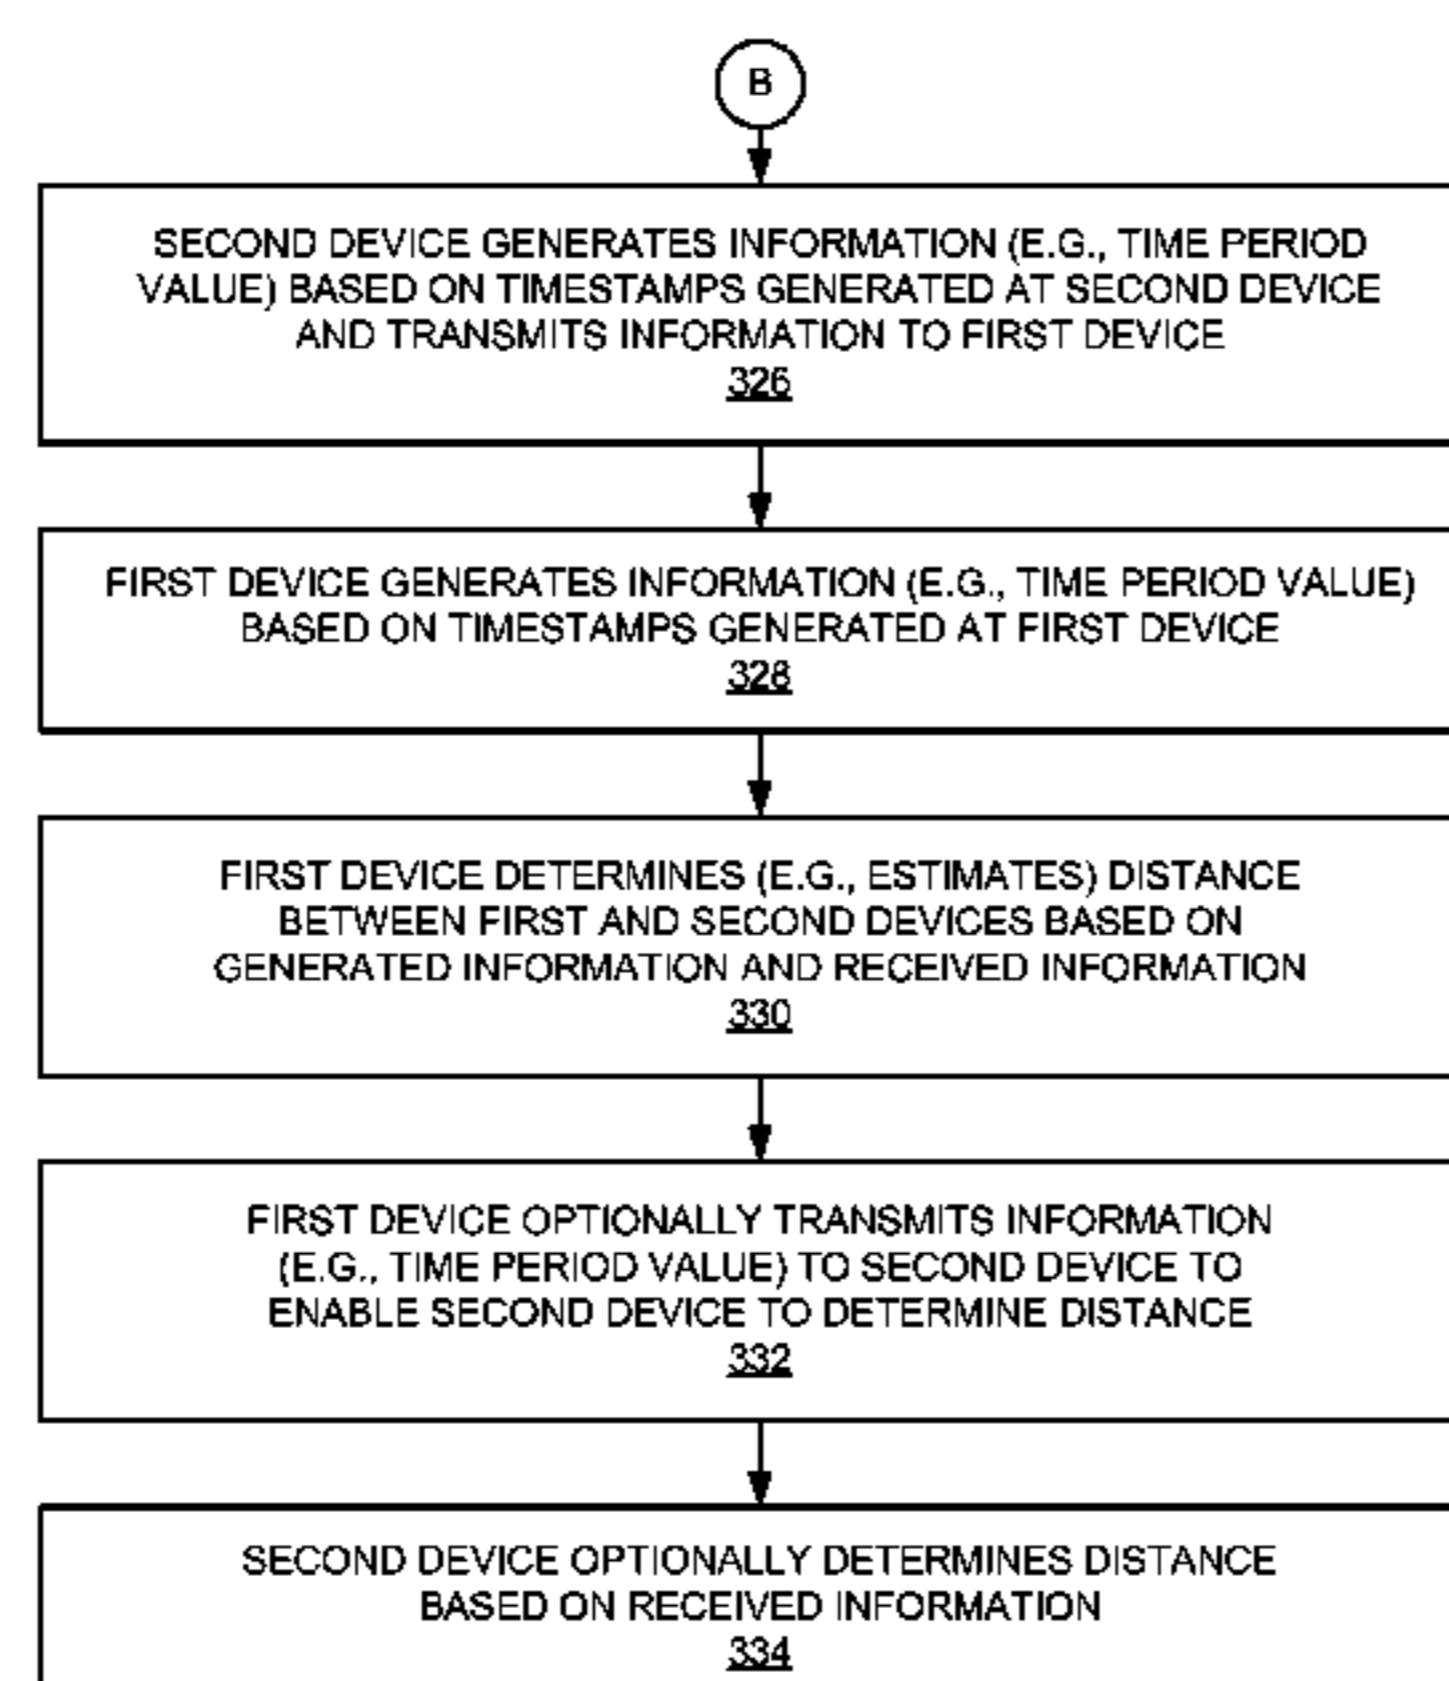 B
SECOND DEVICE GENERATES INFORMATION (E.G., TIME PERIOD
VALUE) BASED ON TIMESTAMPS GENERATED AT SECOND DEVICE
AND TRANSMITS INFORMATION TO FIRST DEVICE
326
FIRST DEVICE GENERATES INFORMATION (E.G., TIME PERIOD VALUE)
BASED ON TIMESTAMPS GENERATED AT FIRST DEVICE
328
FIRST DEVICE DETERMINES (E.G., ESTIMATES) DISTANCE
BETWEEN FIRST AND SECOND DEVICES BASED ON
GENERATED INFORMATION AND RECEIVED INFORMATION
330
FIRST DEVICE OPTIONALLY TRANSMITS INFORMATION
(E.G., TIME PERIOD VALUE) TO SECOND DEVICE TO
ENABLE SECOND DEVICE TO DETERMINE DISTANCE
332
SECOND DEVICE OPTIONALLY DETERMINES DISTANCE
BASED ON RECEIVED INFORMATION
334